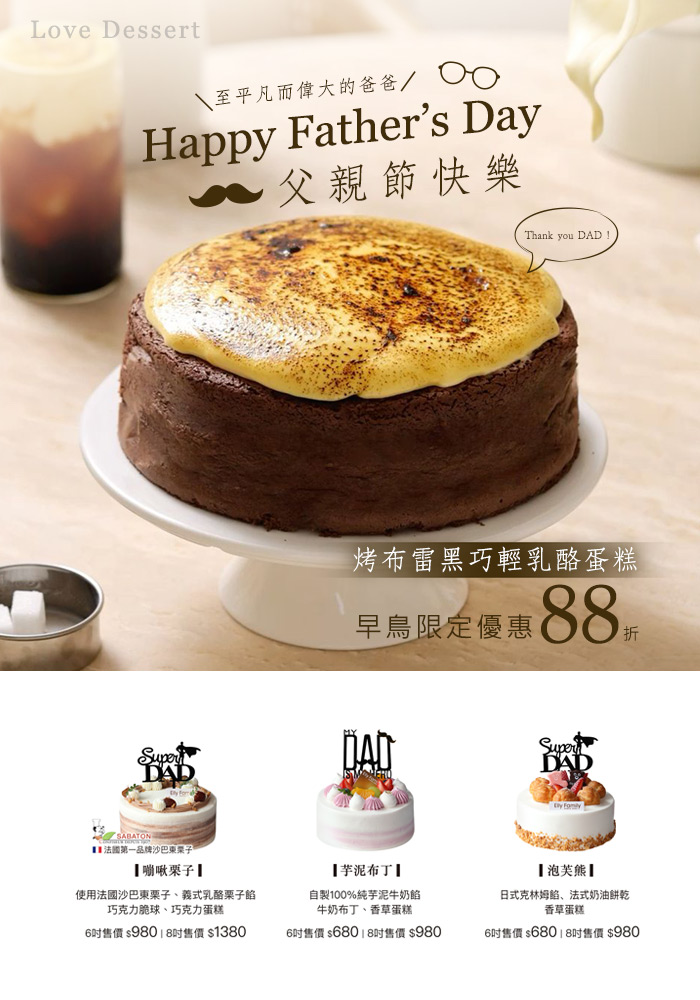 Love Dessert
至平凡而偉大的爸爸
Happy Father's Day
父親節快樂
Thank you DAD !
烤布雷黑巧輕乳酪蛋糕
早鳥限定優惠88折
Super DAD
Elly Family
SABATON
法國第一品牌沙巴東栗子
嘣啾栗子
使用法國沙巴東栗子、義式乳酪栗子餡
巧克力脆球、巧克力蛋糕
6吋售價 $980 | 8吋售價 $1380
MY
DAD
IS MY HERO
芋泥布丁
自製100%純芋泥牛奶餡
牛奶布丁、香草蛋糕
6吋售價 $680 | 8吋售價 $980
Super DAD
Elly Family
泡芙熊
日式克林姆餡、法式奶油餅乾
香草蛋糕
6吋售價 $680 | 8吋售價 $980